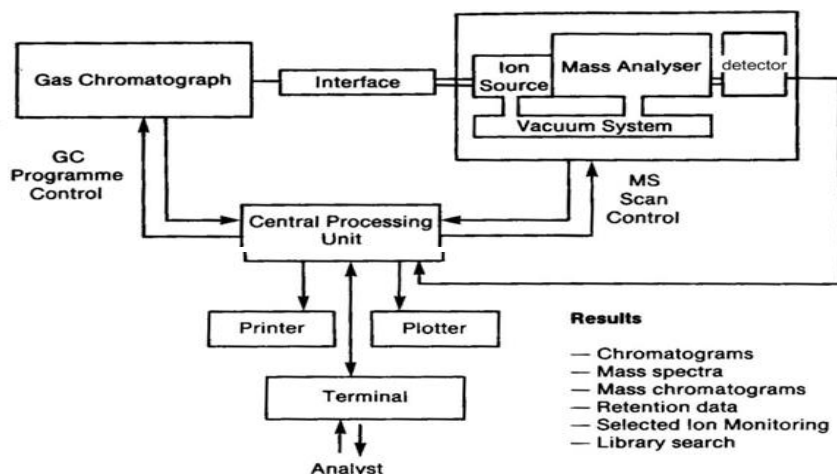 Gas Chromatograph
Interface
Ion
Source
Mass Analyser
detector
Vacuum System
GC
Programme
Control
MS
Scan
Control
Central Processing
Unit
Printer
Plotter
Terminal
Analyst
Results
— Chromatograms
— Mass spectra
— Mass chromatograms
— Retention data
— Selected Ion Monitoring
— Library search